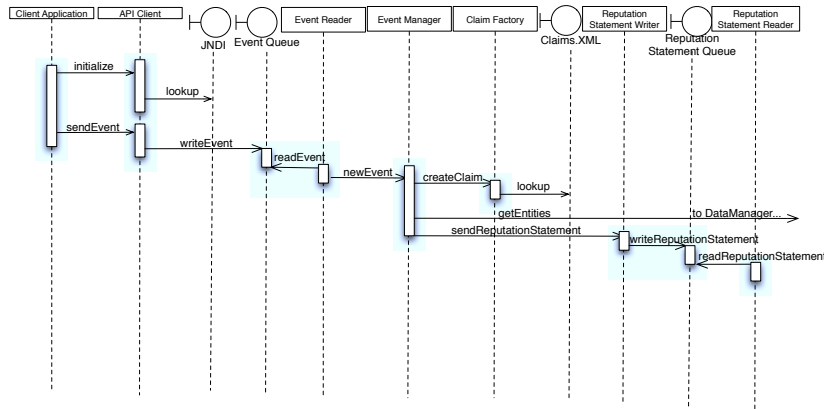 Client Application
API Client
JNDI
Event Queue
Event Reader
Event Manager
Claim Factory
Claims.XML
Reputation
Statement Writer
Reputation
Statement Queue
Reputation
Statement Reader
initialize
lookup
sendEvent
writeEvent
readEvent
newEvent
createClaim
lookup
getEntities
to DataManager...
sendReputationStatement
writeReputationStatement
readReputationStatement